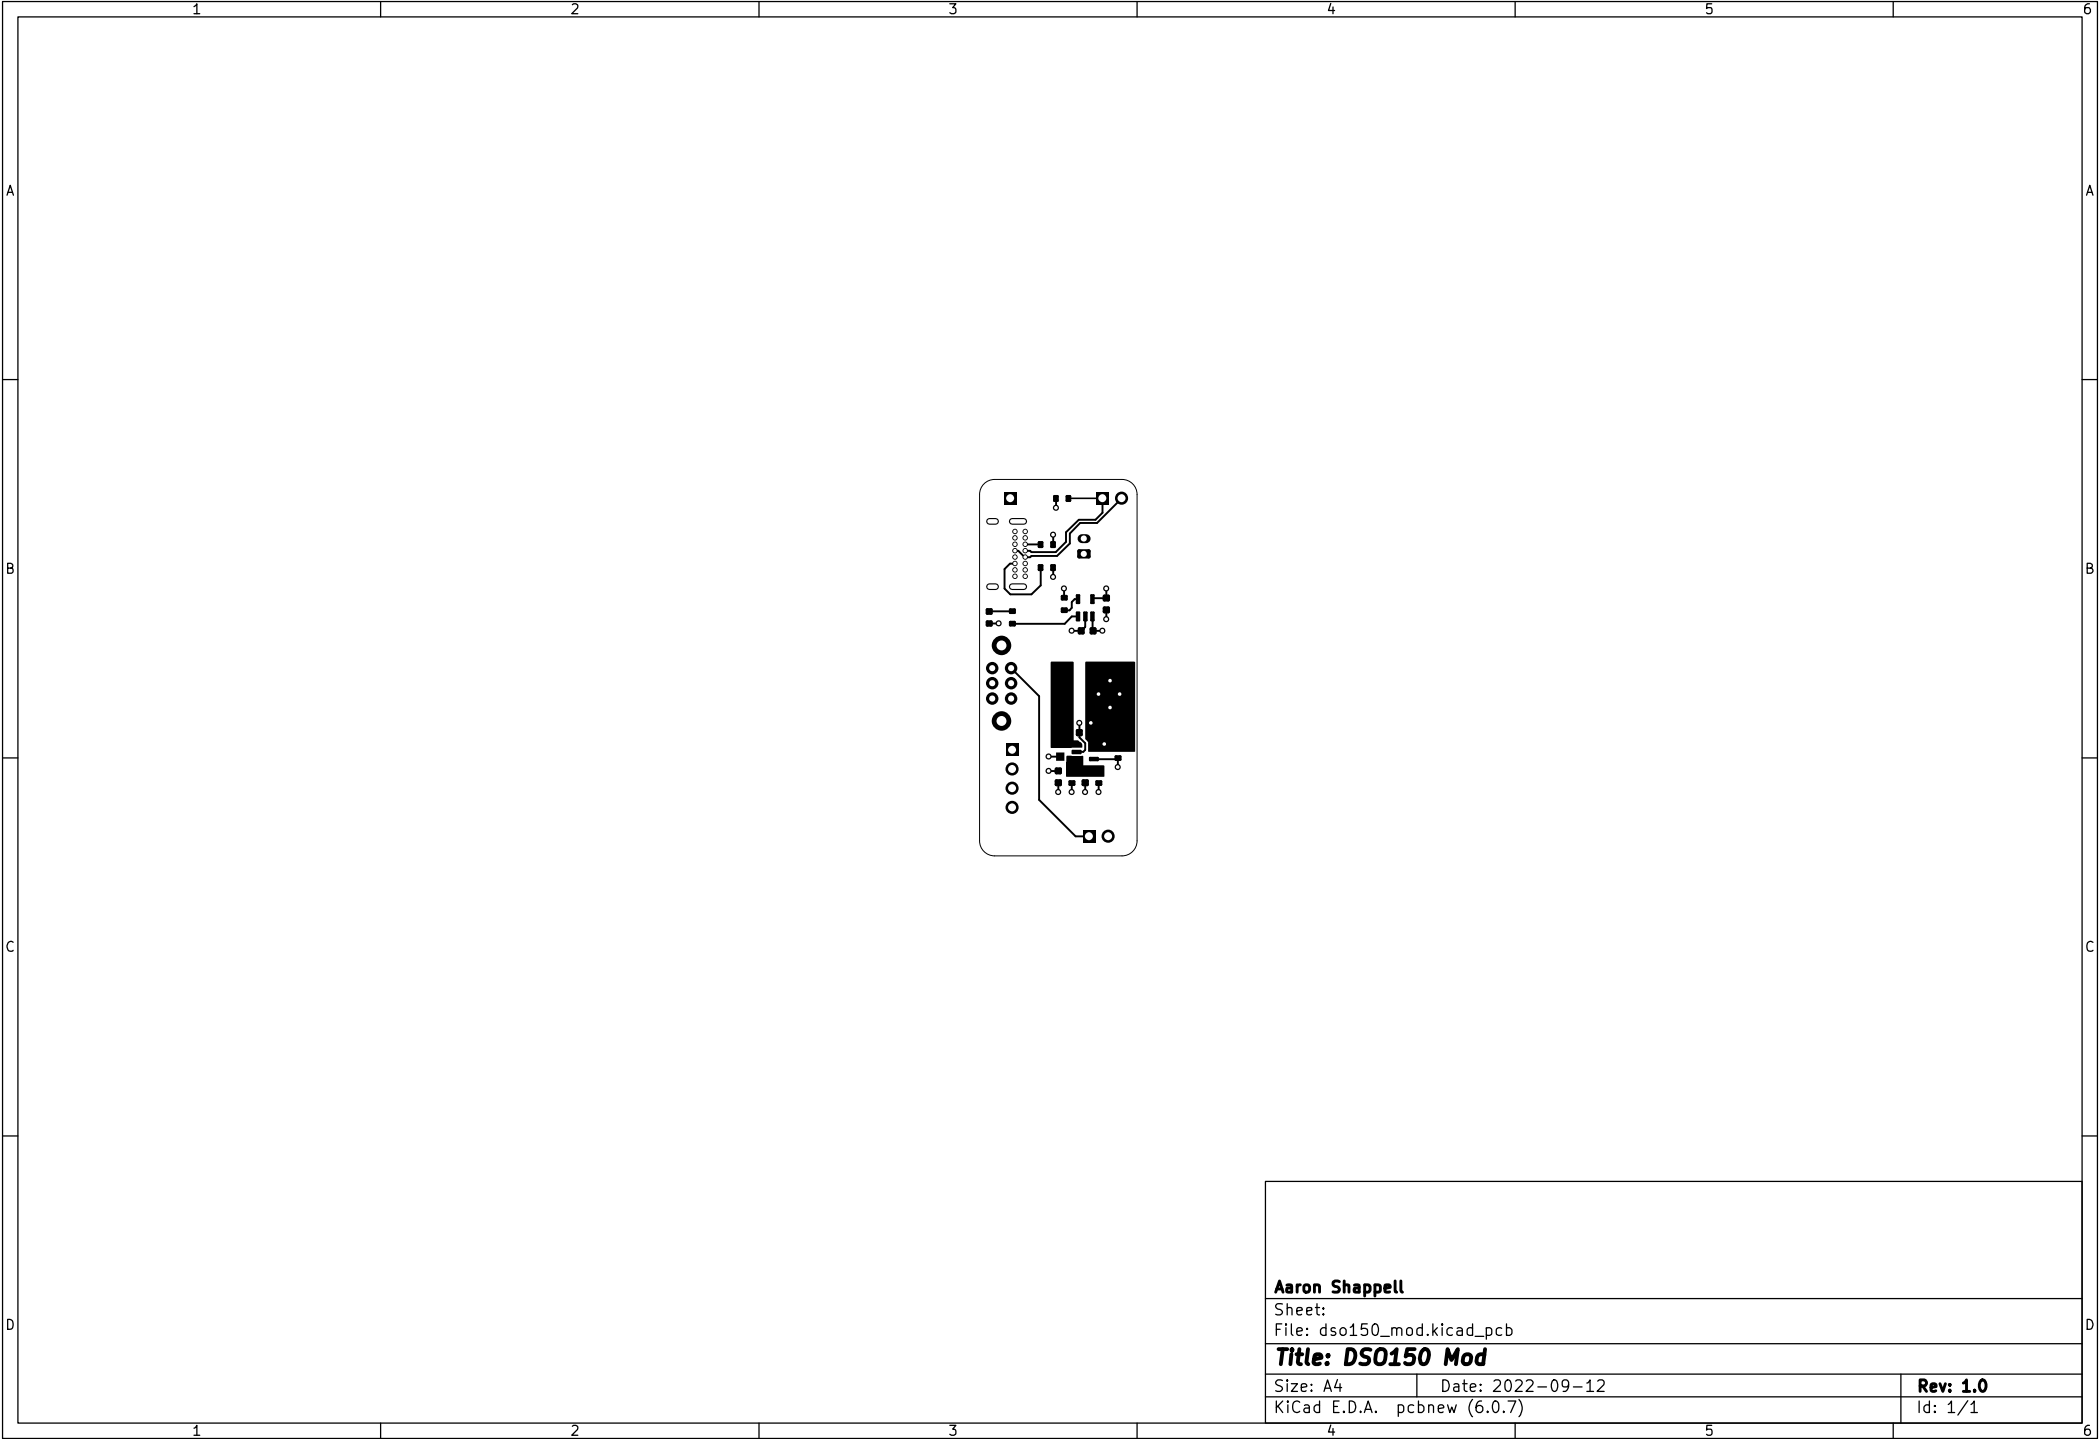 1 2 3 4 5 6
A A
B B
C C
Aaron Shappell
Sheet:
File: dso150_mod.kicad_pcb
D D
Title: DSO150 Mod
Size: A4 Date: 2022-09-12 Rev: 1.0
KiCad E.D.A. pcbnew (6.0.7) Id: 1/1
1 2 3 4 5 6